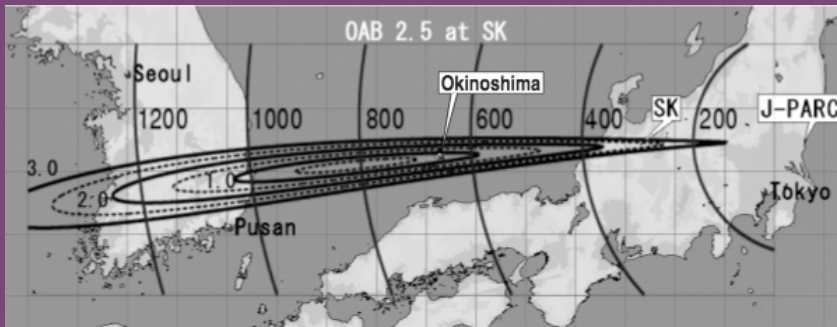 OAB 2.5 at SK
Seoul
Okinoshima
1200
1000
800
600
400
SK
200
J-PARC
3.0
2.0
1.0
Tokyo
Pusan